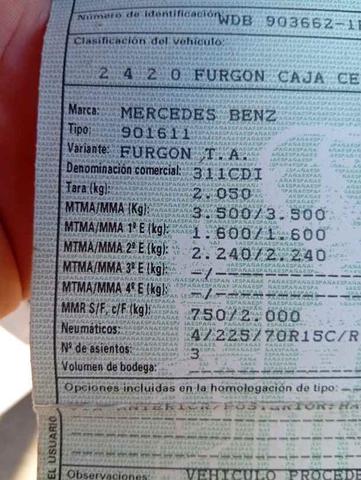 Número de identificación WDB 903662-1
Clasificación del vehículo:
2 4 2 0 FURGON CAJA CE
Marca: MERCEDES BENZ
Tipo: 901611
Variante: FURGON T.A.
Denominación comercial: 311CDI
Tara (kg): 2.050
MTMA/MMA (Kg): 3.500/3.500
MTMA/MMA 1º E (kg): 1.600/1.600
MTMA/MMA 2º E (kg): 2.240/2.240
MTMA/MMA 3º E (kg): -/-
MTMA/MMA 4º E (kg): -/-
MMR S/F, c/F (kg): 750/2.000
Neumáticos: 4/225/70R15C/R
Nº de asientos: 3
Volumen de bodega:
Opciones incluidas en la homologación de tipo:
ANTERIOR/POSTERIOR:
EL USUARIO
Observaciones: VEHICULO PROCEDE